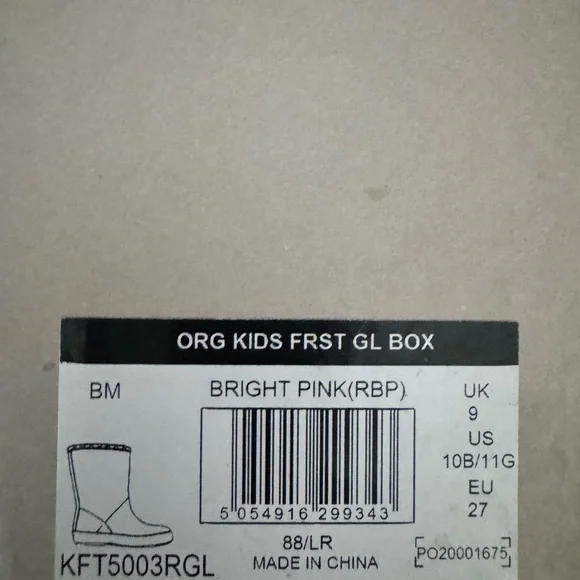 ORG KIDS FRST GL BOX
BM
BRIGHT PINK(RBP)
UK
9
US
10B/11G
EU
27
5 054916 299343
88/LR
MADE IN CHINA
KFT5003RGL
PO20001675